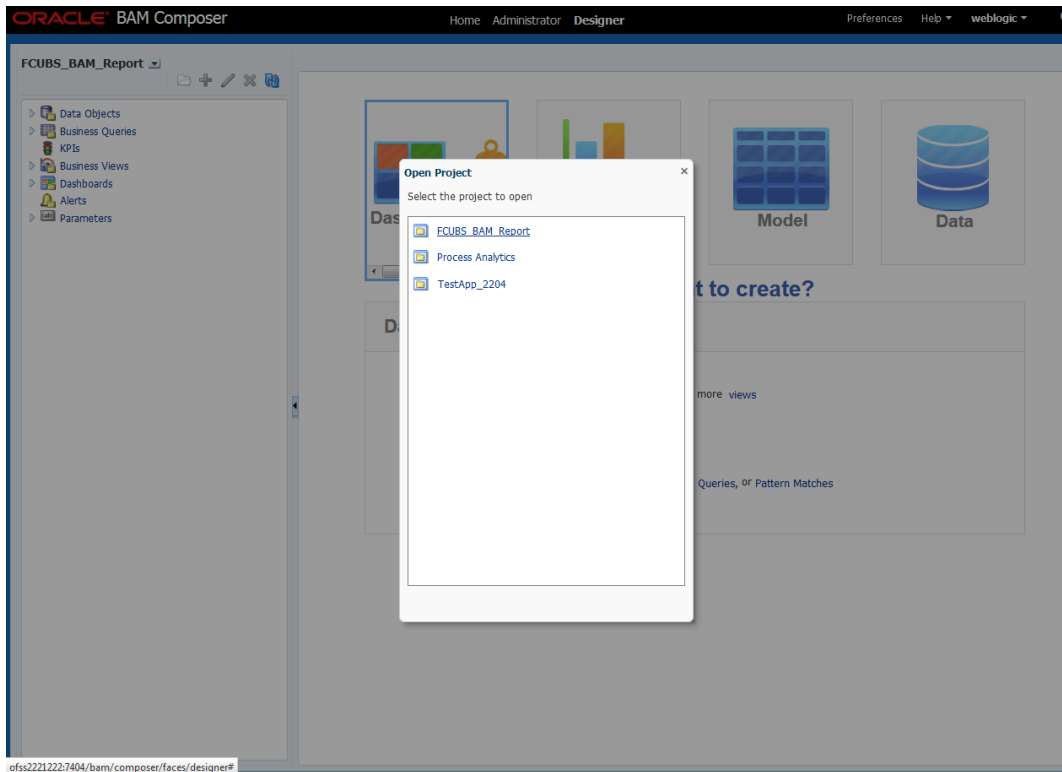 ORACLE BAM Composer Home Administrator Designer Preferences Help weblogic
FCUBS_BAM_Report
Data Objects
Business Queries
KPIs
Business Views
Dashboards
Alerts
Parameters
Open Project
Select the project to open
FCUBS_BAM_Report
Process Analytics
TestApp_2204
Das
Model
Data
t to create?
D
more views
Queries, or Pattern Matches
ofss2221222:7404/bam/composer/faces/designer#